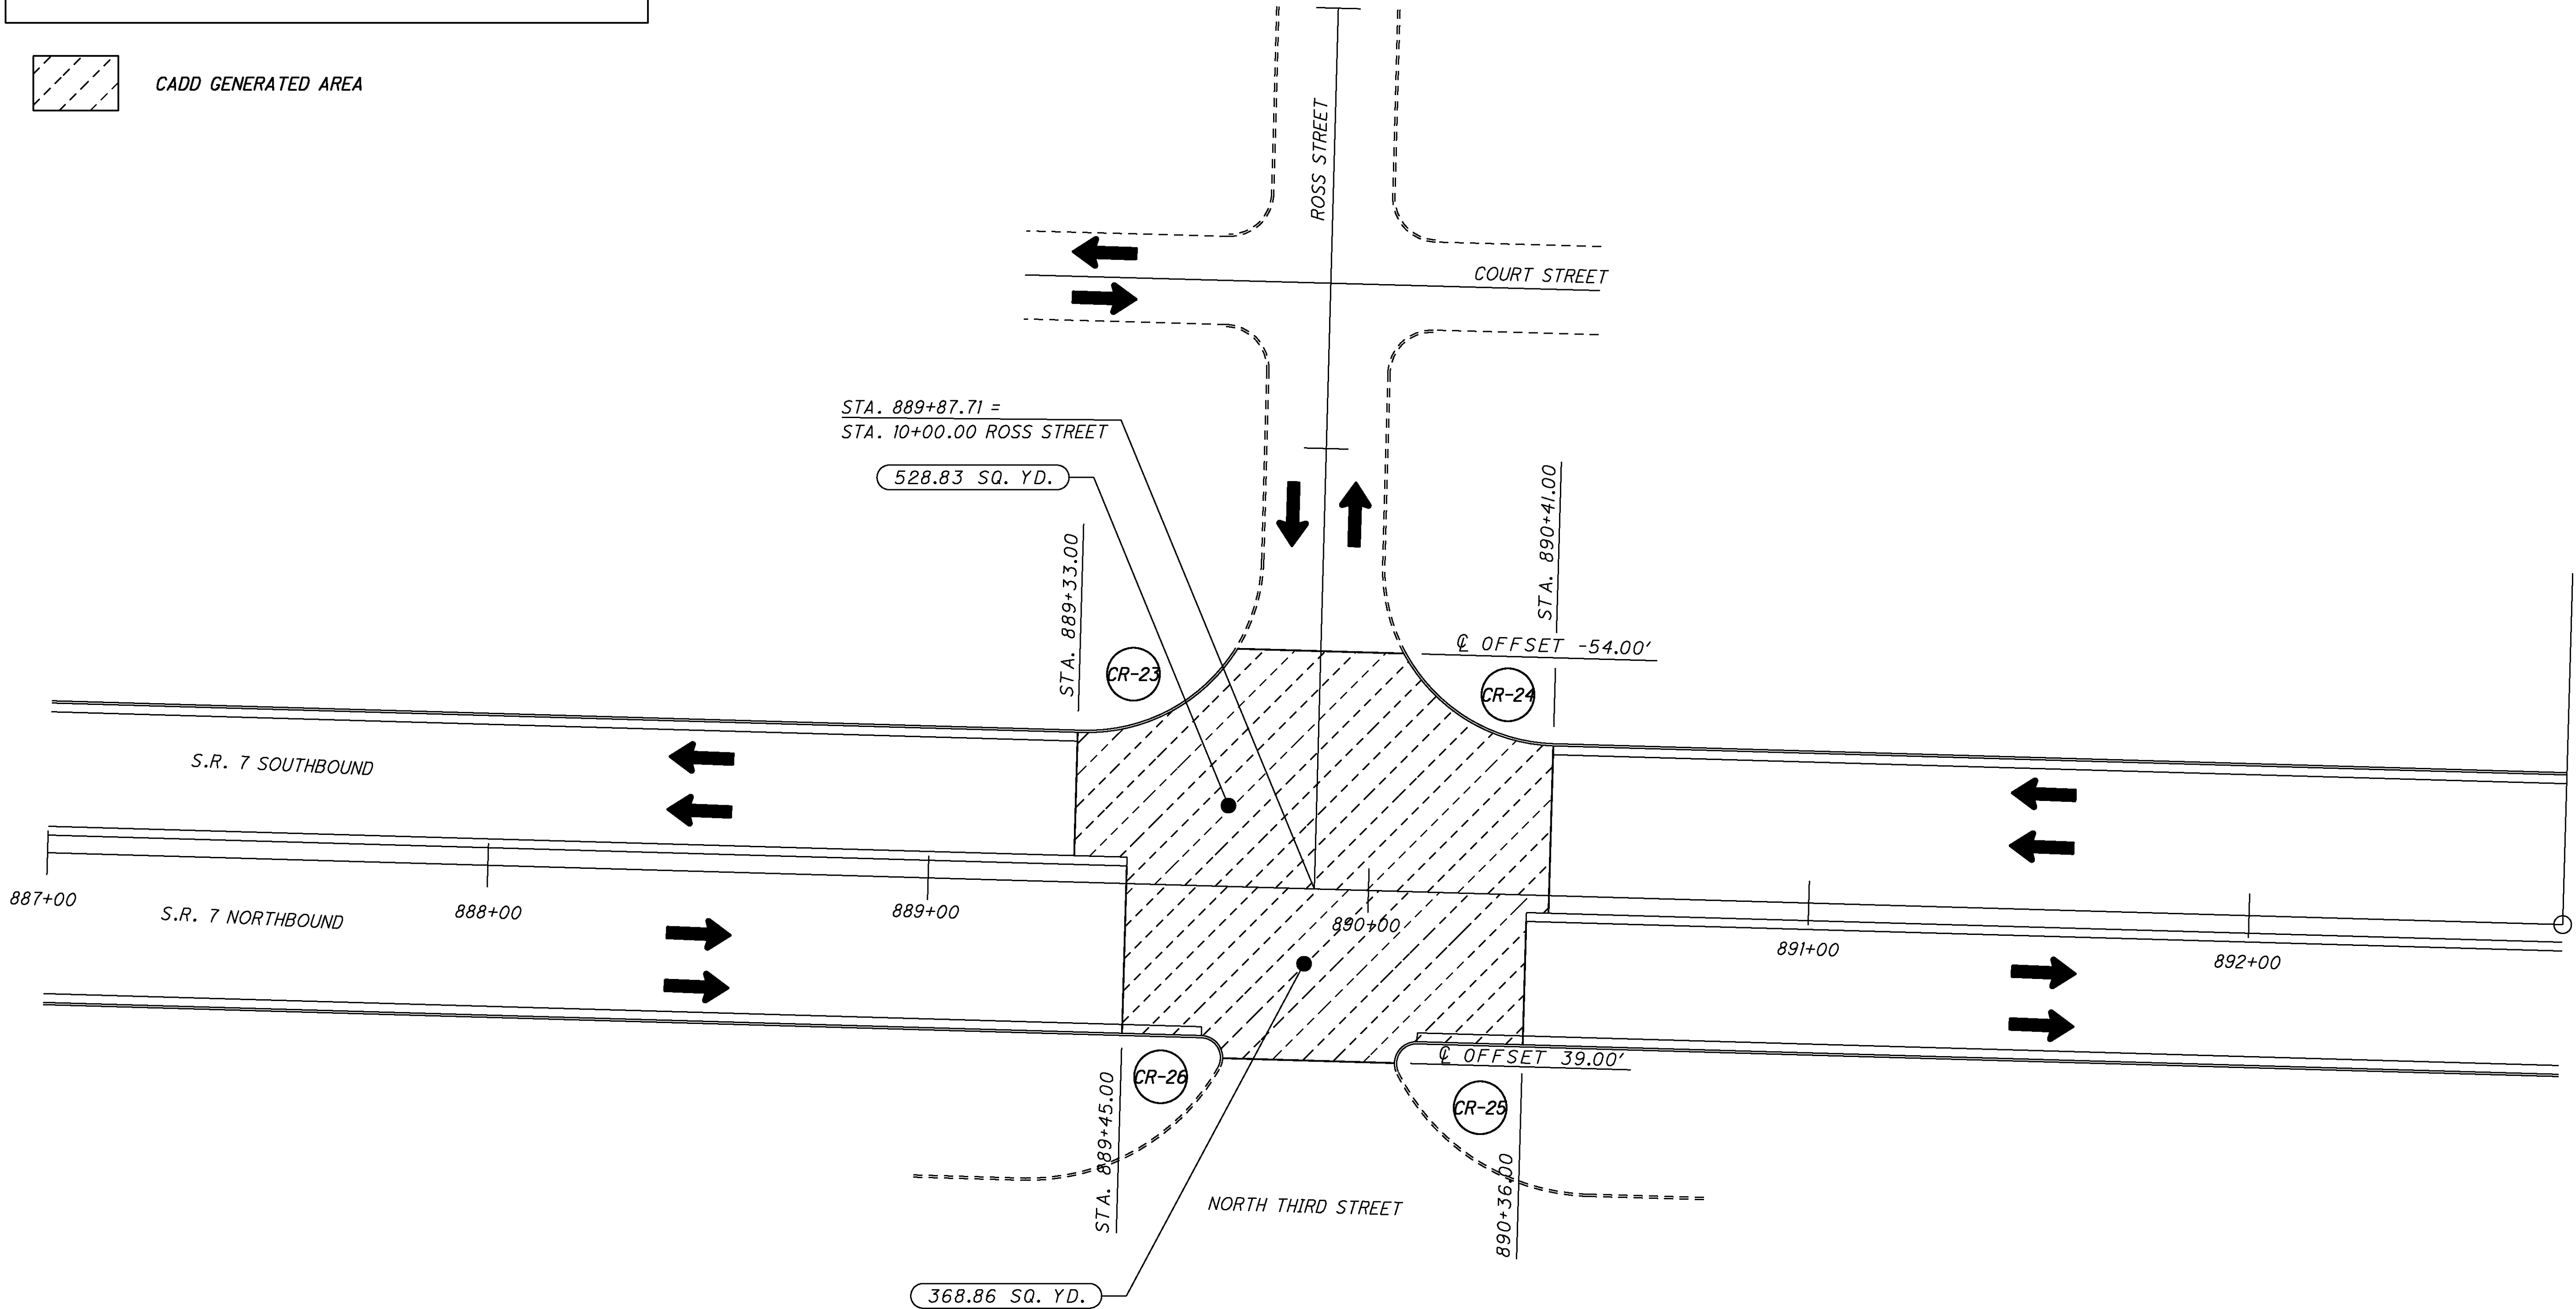 CADD GENERATED AREA
ROSS STREET
COURT STREET
STA. 889+87.71 =
STA. 10+00.00 ROSS STREET
528.83 SQ. YD.
STA. 889+33.00
STA. 890+41.00
℄ OFFSET -54.00'
CR-23
CR-24
S.R. 7 SOUTHBOUND
887+00
S.R. 7 NORTHBOUND
888+00
889+00
890+00
891+00
892+00
℄ OFFSET 39.00'
CR-26
CR-25
STA. 889+45.00
890+36.00
NORTH THIRD STREET
368.86 SQ. YD.